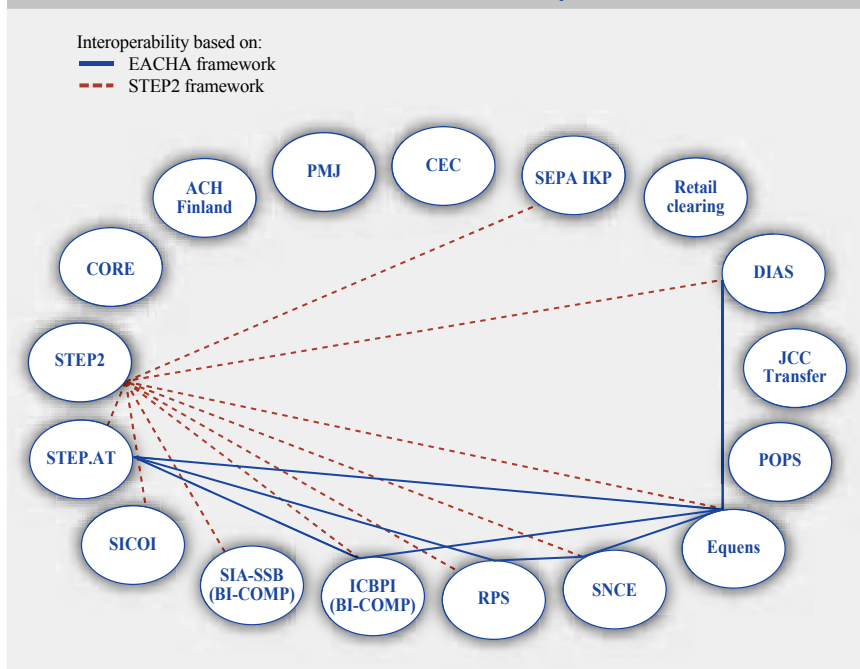 Interoperability based on:
EACHA framework
STEP2 framework
PMJ
CEC
SEPA IKP
ACH
Finland
Retail
clearing
CORE
DIAS
STEP2
JCC
Transfer
STEP.AT
POPS
SICOI
Equens
SIA-SSB
(BI-COMP)
ICBPI
(BI-COMP)
RPS
SNCE